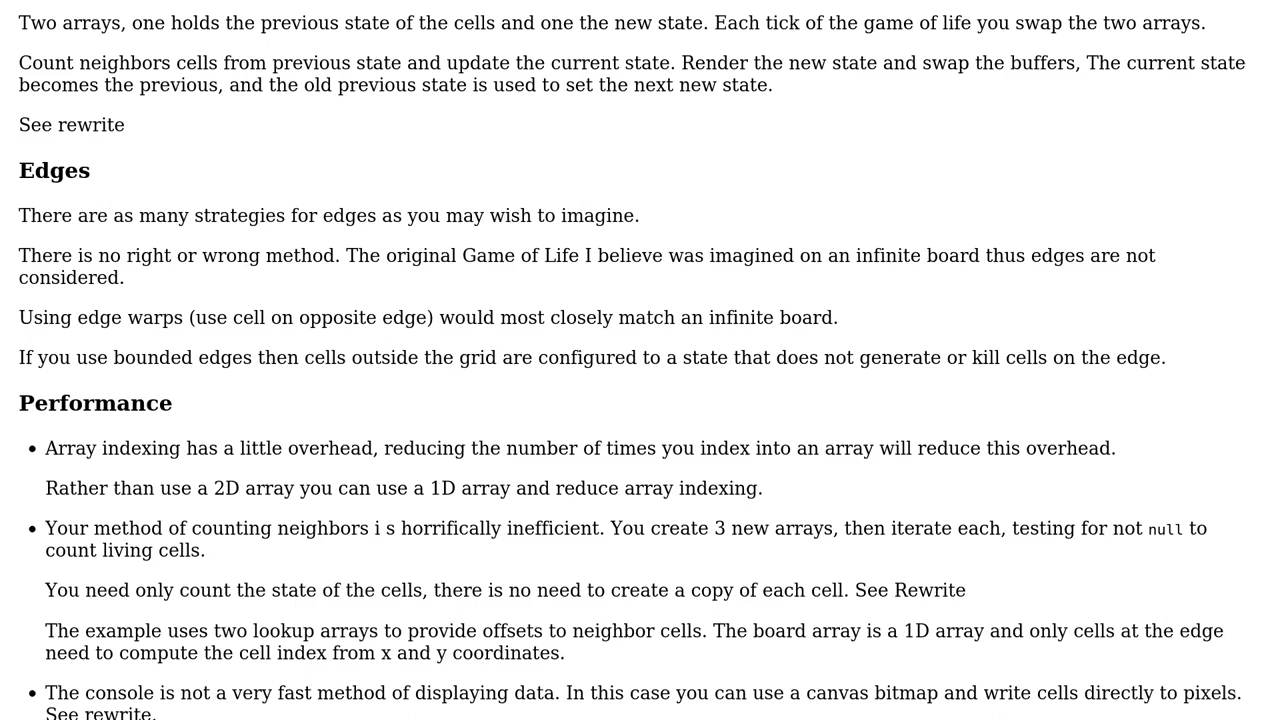 Two arrays, one holds the previous state of the cells and one the new state. Each tick of the game of life you swap the two arrays.
Count neighbors cells from previous state and update the current state. Render the new state and swap the buffers, The current state
becomes the previous, and the old previous state is used to set the next new state.
See rewrite
Edges
There are as many strategies for edges as you may wish to imagine.
There is no right or wrong method. The original Game of Life I believe was imagined on an infinite board thus edges are not
considered.
Using edge warps (use cell on opposite edge) would most closely match an infinite board.
If you use bounded edges then cells outside the grid are configured to a state that does not generate or kill cells on the edge.
Performance
• Array indexing has a little overhead, reducing the number of times you index into an array will reduce this overhead.
Rather than use a 2D array you can use a 1D array and reduce array indexing.
• Your method of counting neighbors i s horrifically inefficient. You create 3 new arrays, then iterate each, testing for not null to
count living cells.
You need only count the state of the cells, there is no need to create a copy of each cell. See Rewrite
The example uses two lookup arrays to provide offsets to neighbor cells. The board array is a 1D array and only cells at the edge
need to compute the cell index from x and y coordinates.
• The console is not a very fast method of displaying data. In this case you can use a canvas bitmap and write cells directly to pixels.
See rewrite.